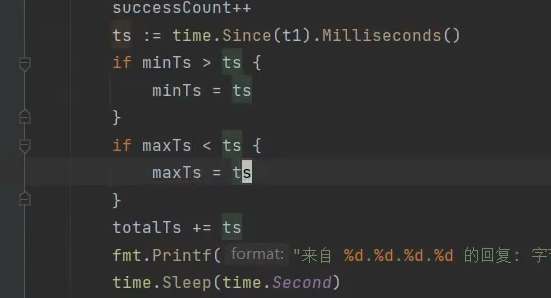 successCount++
ts := time.Since(t1).Milliseconds()
if minTs > ts {
minTs = ts
}
if maxTs < ts {
maxTs = ts
}
totalTs += ts
fmt.Printf( format: "来自 %d.%d.%d.%d 的回复: 字
time.Sleep(time.Second)